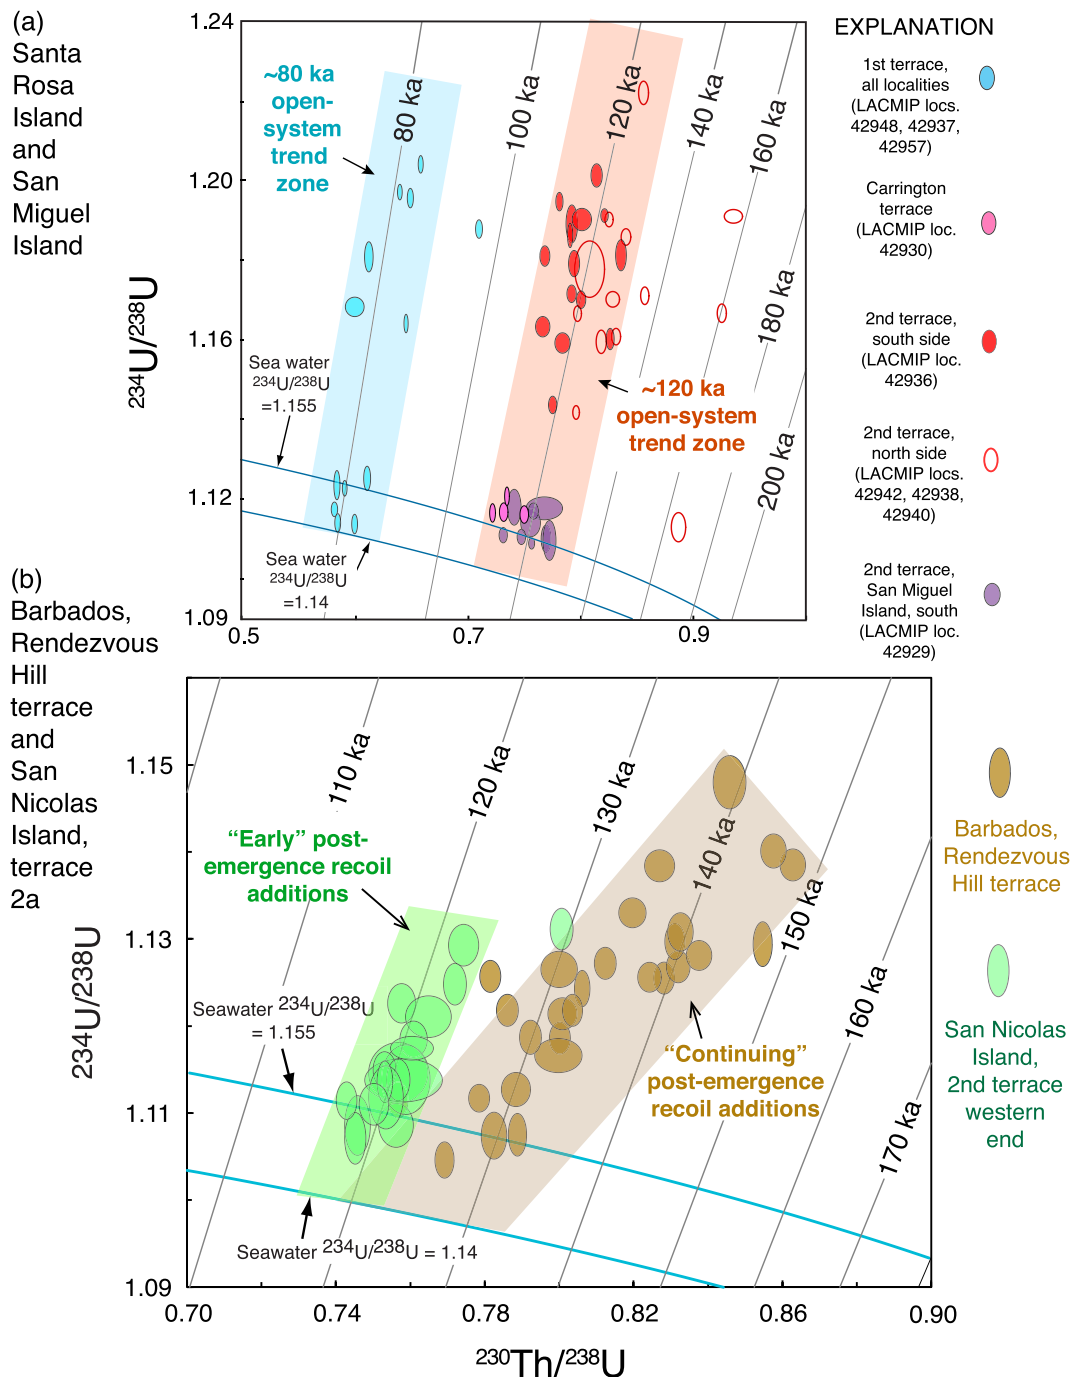 (a)
Santa
Rosa
Island
and
San
Miguel
Island
1.24
1.20
1.16
1.12
1.09
234U/238U
0.5
0.7
0.9
~80 ka
open-
system
trend
zone
80 ka
100 ka
120 ka
140 ka
160 ka
180 ka
200 ka
~120 ka
open-system
trend zone
Sea water
234U/238U
=1.155
Sea water
234U/238U
=1.14
EXPLANATION
1st terrace,
all localities
(LACMIP locs.
42948, 42937,
42957)
Carrington
terrace
(LACMIP loc.
42930)
2nd terrace,
south side
(LACMIP loc.
42936)
2nd terrace,
north side
(LACMIP locs.
42942, 42938,
42940)
2nd terrace,
San Miguel
Island, south
(LACMIP loc.
42929)
(b)
Barbados,
Rendezvous
Hill
terrace
and
San
Nicolas
Island,
terrace
2a
1.15
1.13
1.11
1.09
234U/238U
0.70
0.74
0.78
0.82
0.86
0.90
230Th/238U
110 ka
120 ka
130 ka
140 ka
150 ka
160 ka
170 ka
“Early” post-
emergence recoil
additions
Seawater 234U/238U
= 1.155
“Continuing”
post-emergence
recoil additions
Seawater 234U/238U = 1.14
Barbados,
Rendezvous
Hill terrace
San Nicolas
Island,
2nd terrace
western
end